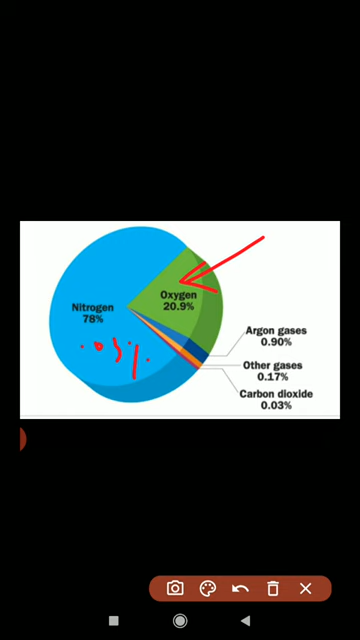 Nitrogen
78%
Oxygen
20.9%
Argon gases
0.90%
Other gases
0.17%
Carbon dioxide
0.03%